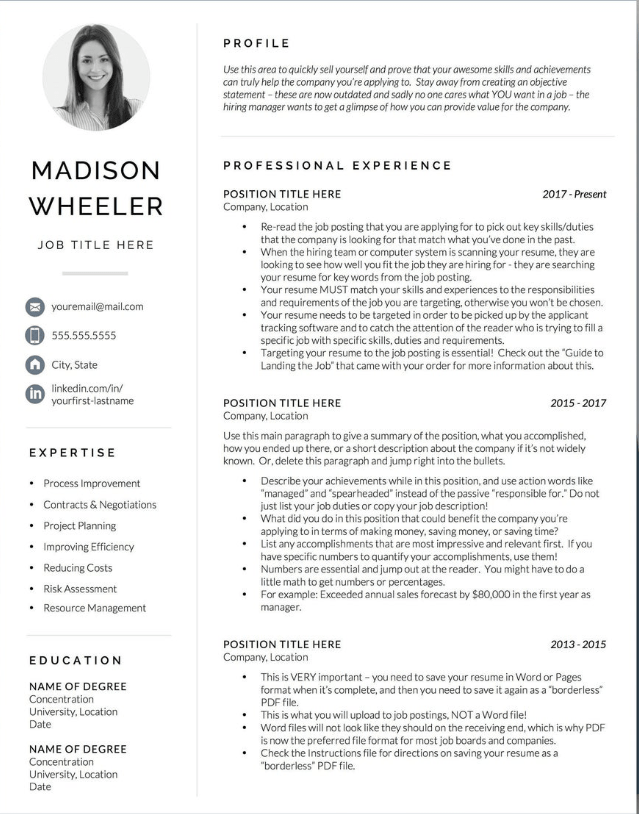 MADISON
WHEELER
JOB TITLE HERE
youremail@mail.com
555.555.5555
City, State
in
linkedin.com/in/
yourfirst-lastname
EXPERTISE
• Process Improvement
• Contracts & Negotiations
• Project Planning
• Improving Efficiency
• Reducing Costs
• Risk Assessment
• Resource Management
EDUCATION
NAME OF DEGREE
Concentration
University, Location
Date
NAME OF DEGREE
Concentration
University, Location
Date
PROFILE
Use this area to quickly sell yourself and prove that your awesome skills and achievements
can truly help the company you're applying to. Stay away from creating an objective
statement – these are now outdated and sadly no one cares what YOU want in a job – the
hiring manager wants to get a glimpse of how you can provide value for the company.
PROFESSIONAL EXPERIENCE
POSITION TITLE HERE 2017 - Present
Company, Location
• Re-read the job posting that you are applying for to pick out key skills/duties
that the company is looking for that match what you've done in the past.
• When the hiring team or computer system is scanning your resume, they are
looking to see how well you fit the job they are hiring for - they are searching
your resume for key words from the job posting.
• Your resume MUST match your skills and experiences to the responsibilities
and requirements of the job you are targeting, otherwise you won't be chosen.
• Your resume needs to be targeted in order to be picked up by the applicant
tracking software and to catch the attention of the reader who is trying to fill a
specific job with specific skills, duties and requirements.
• Targeting your resume to the job posting is essential! Check out the "Guide to
Landing the Job" that came with your order for more information about this.
POSITION TITLE HERE 2015 - 2017
Company, Location
Use this main paragraph to give a summary of the position, what you accomplished,
how you ended up there, or a short description about the company if it's not widely
known. Or, delete this paragraph and jump right into the bullets.
• Describe your achievements while in this position, and use action words like
"managed" and "spearheaded" instead of the passive "responsible for." Do not
just list your job duties or copy your job description!
• What did you do in this position that could benefit the company you're
applying to in terms of making money, saving money, or saving time?
• List any accomplishments that are most impressive and relevant first. If you
have specific numbers to quantify your accomplishments, use them!
• Numbers are essential and jump out at the reader. You might have to do a
little math to get numbers or percentages.
• For example: Exceeded annual sales forecast by $80,000 in the first year as
manager.
POSITION TITLE HERE 2013 - 2015
Company, Location
• This is VERY important – you need to save your resume in Word or Pages
format when it's complete, and then you need to save it again as a "borderless"
PDF file.
• This is what you will upload to job postings, NOT a Word file!
• Word files will not look like they should on the receiving end, which is why PDF
is now the preferred file format for most job boards and companies.
• Check the Instructions file for directions on saving your resume as a
"borderless" PDF file.